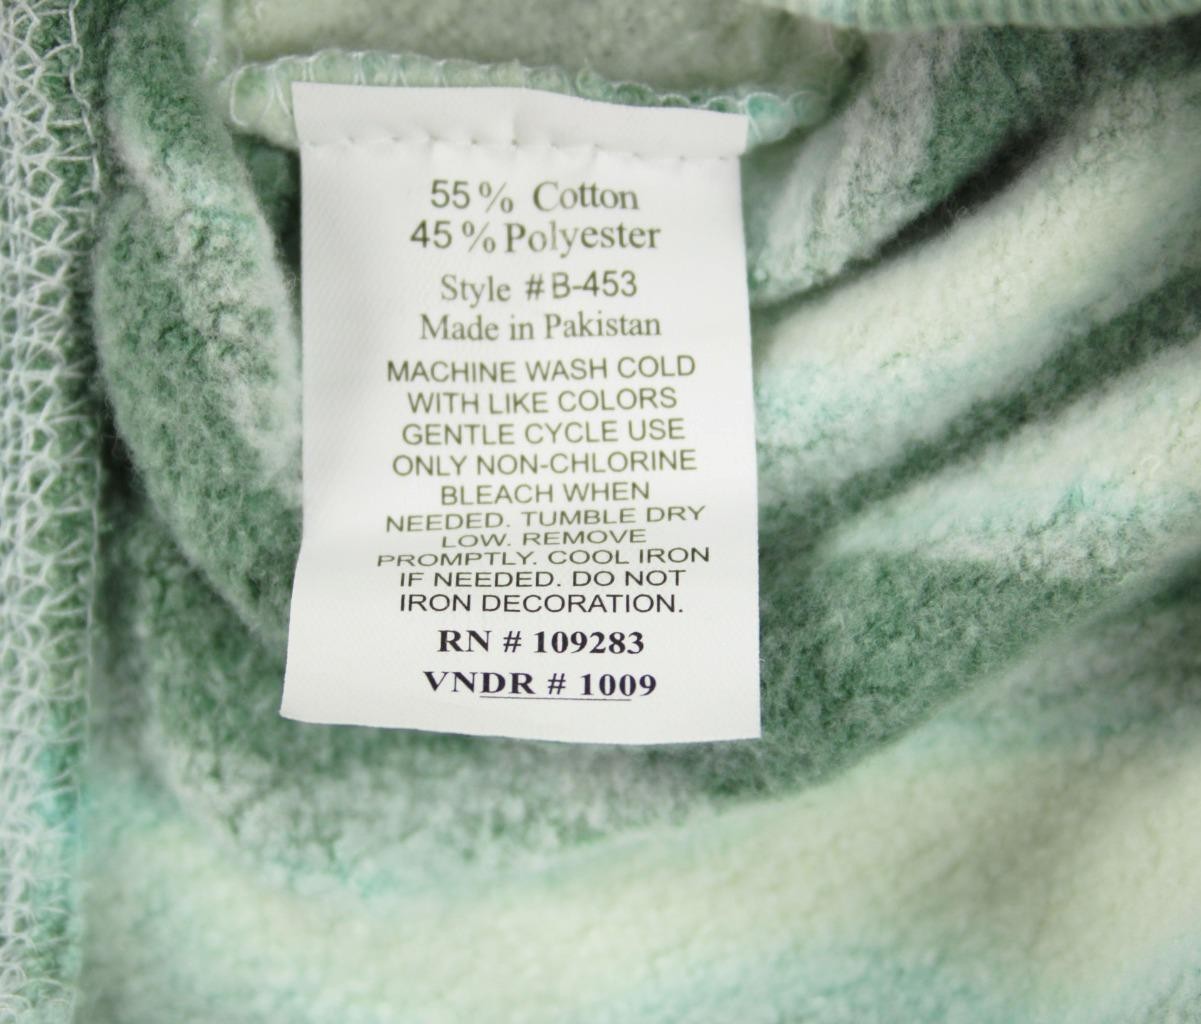 55% Cotton
45% Polyester
Style # B-453
Made in Pakistan
MACHINE WASH COLD
WITH LIKE COLORS
GENTLE CYCLE USE
ONLY NON-CHLORINE
BLEACH WHEN
NEEDED. TUMBLE DRY
LOW. REMOVE
PROMPTLY. COOL IRON
IF NEEDED. DO NOT
IRON DECORATION.
RN # 109283
VNDR # 1009